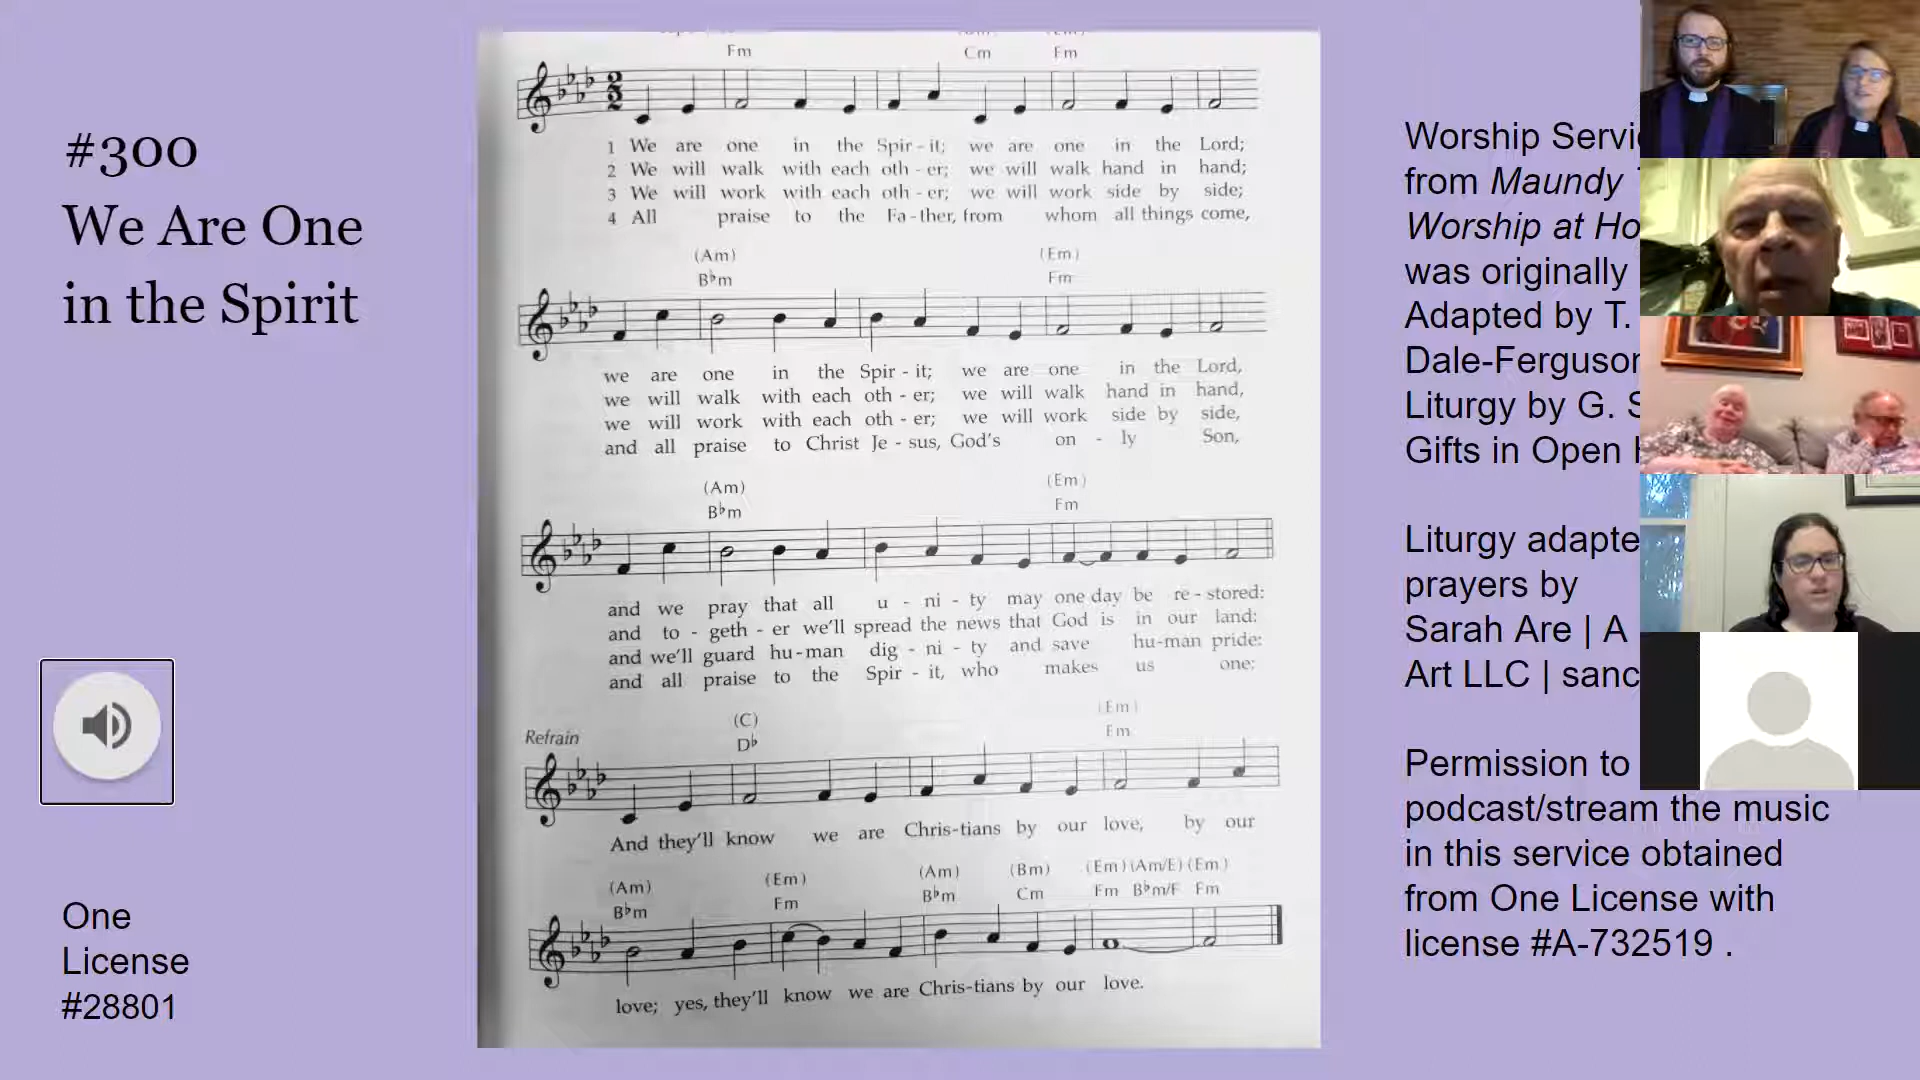 #300
We Are One
in the Spirit
One
License
#28801
Fm Cm Fm
1 We are one in the Spir - it; we are one in the Lord;
2 We will walk with each oth - er; we will walk hand in hand;
3 We will work with each oth - er; we will work side by side;
4 All praise to the Fa - ther, from whom all things come,
(Am) (Em)
B♭m Fm
we are one in the Spir - it; we are one in the Lord,
we will walk with each oth - er; we will walk hand in hand,
we will work with each oth - er; we will work side by side,
and all praise to Christ Je - sus, God's on - ly Son,
(Am) (Em)
B♭m Fm
and we pray that all u - ni - ty may one day be re - stored:
and to - geth - er we'll spread the news that God is in our land:
and we'll guard hu - man dig - ni - ty and save hu - man pride:
and all praise to the Spir - it, who makes us one:
(C) (Em)
Refrain D♭ Fm
And they'll know we are Chris - tians by our love, by our
(Am) (Em) (Am) (Bm) (Em) (Am/E) (Em)
B♭m Fm B♭m Cm Fm B♭m/F Fm
love; yes, they'll know we are Chris - tians by our love.
Worship Servi
from Maundy
Worship at Ho
was originally
Adapted by T.
Dale-Ferguson
Liturgy by G. S
Gifts in Open
Liturgy adapte
prayers by
Sarah Are | A
Art LLC | sanc
Permission to
podcast/stream the music
in this service obtained
from One License with
license #A-732519 .